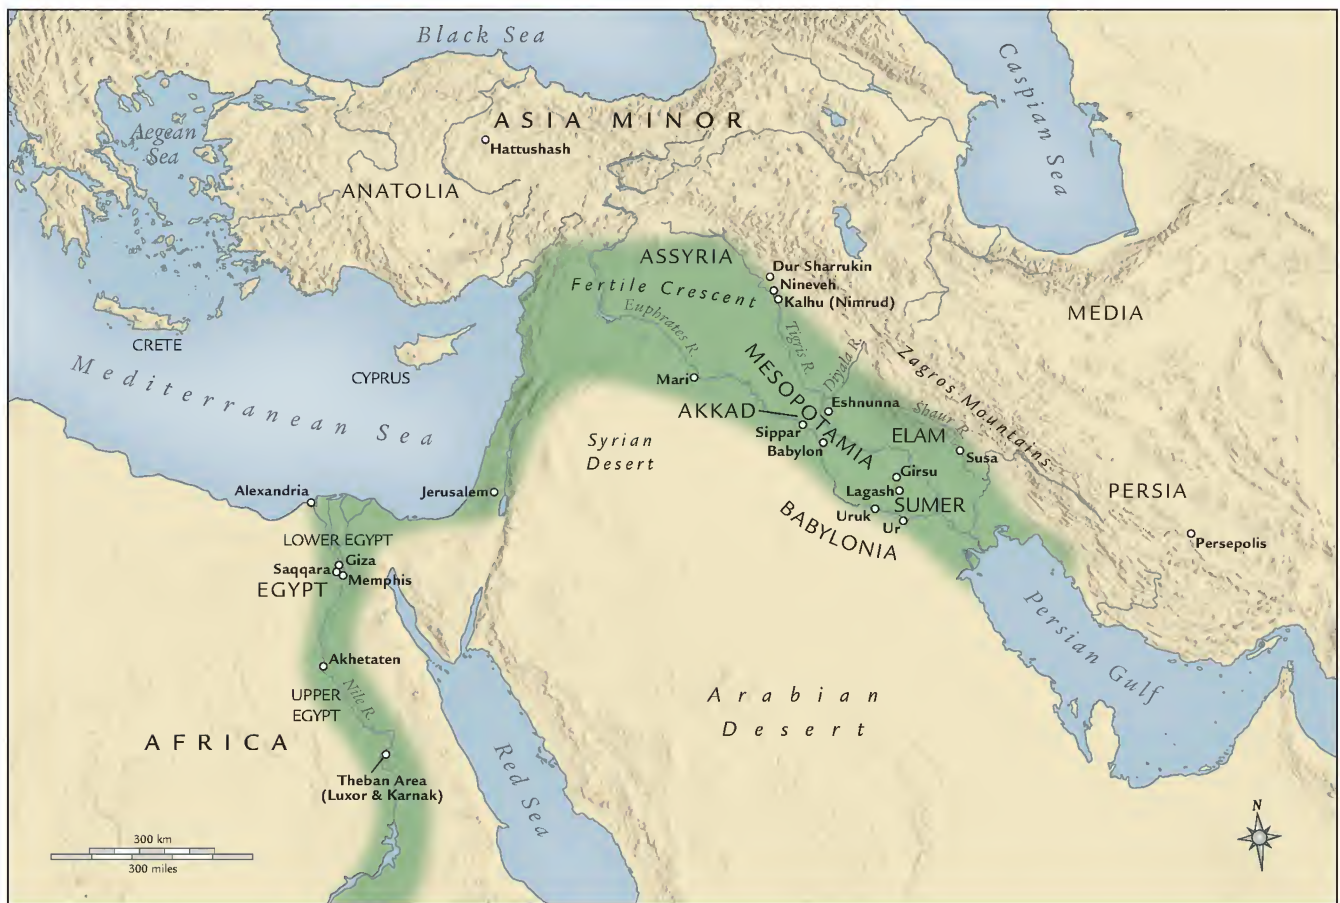 Black Sea
Caspian Sea
Aegean
Sea
ASIA MINOR
Hattushash
ANATOLIA
ASSYRIA
Dur Sharrukin
Nineveh
Kalhu (Nimrud)
Fertile Crescent
Euphrates R.
Tigris R.
Diyala R.
MEDIA
CRETE
CYPRUS
Mediterranean Sea
Zagros Mountains
MESOPOTAMIA
Mari
AKKAD
Eshnunna
Shaur R.
ELAM
Sippar
Babylon
Susa
Syrian
Desert
Girsu
Lagash
SUMER
Uruk
Ur
BABYLONIA
PERSIA
Persepolis
Alexandria
Jerusalem
LOWER EGYPT
Giza
Saqqara
Memphis
EGYPT
Persian Gulf
Akhetaten
Nile R.
UPPER
EGYPT
Arabian
Desert
AFRICA
Red Sea
Theban Area
(Luxor & Karnak)
N
300 km
300 miles